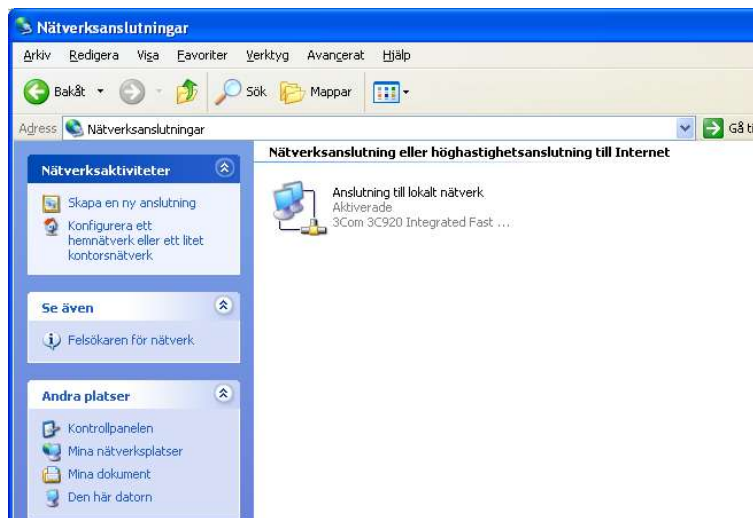 Nätverksanslutningar
Arkiv Redigera Visa Favoriter Verktyg Avancerat Hjälp
Bakåt Sök Mappar
Adress Nätverksanslutningar Gå ti
Nätverksaktiviteter
Skapa en ny anslutning
Konfigurera ett
hemnätverk eller ett litet
kontorsnätverk
Se även
Felsökaren för nätverk
Andra platser
Kontrollpanelen
Mina nätverksplatser
Mina dokument
Den här datorn
Nätverksanslutning eller höghastighetsanslutning till Internet
Anslutning till lokalt nätverk
Aktiverade
3Com 3C920 Integrated Fast ...